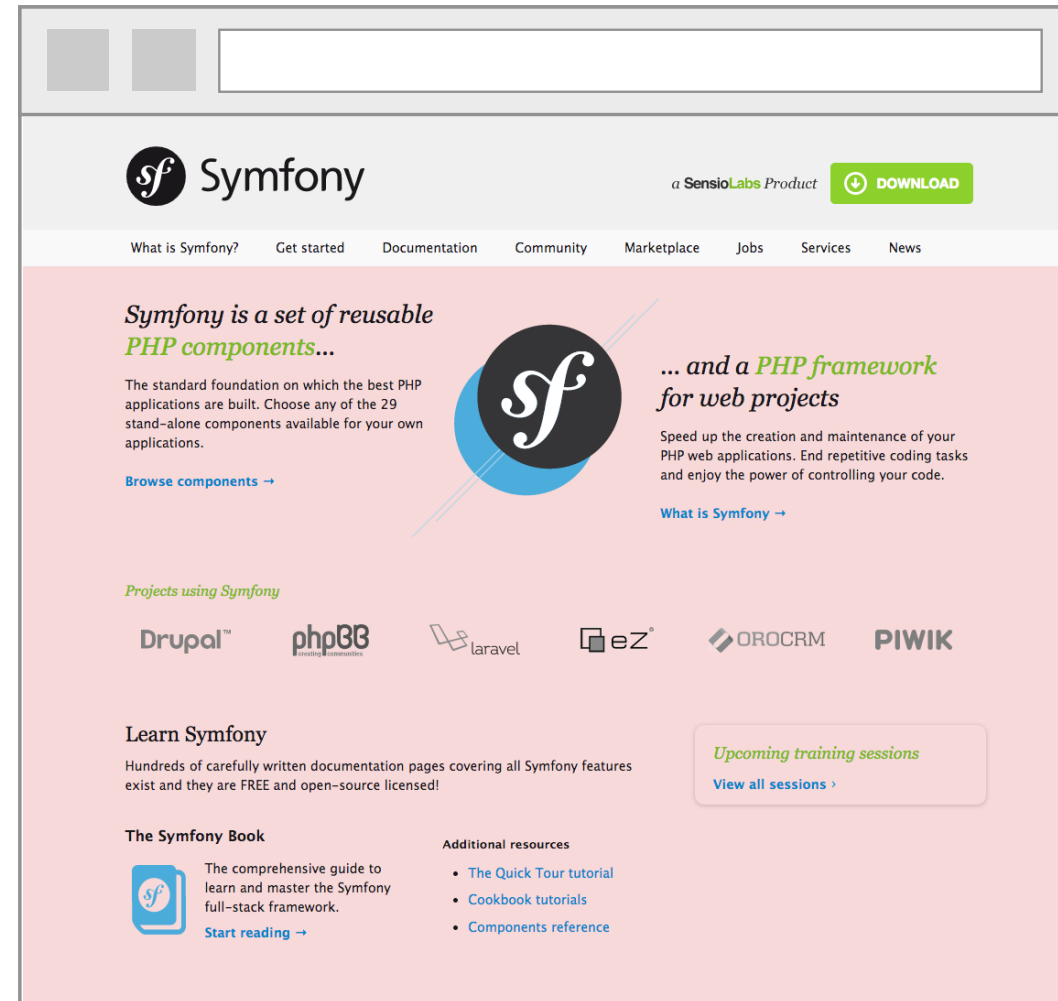 sf Symfony
a SensioLabs Product
DOWNLOAD
What is Symfony? Get started Documentation Community Marketplace Jobs Services News
Symfony is a set of reusable
PHP components...
The standard foundation on which the best PHP
applications are built. Choose any of the 29
stand-alone components available for your own
applications.
Browse components →
sf
... and a PHP framework
for web projects
Speed up the creation and maintenance of your
PHP web applications. End repetitive coding tasks
and enjoy the power of controlling your code.
What is Symfony →
Projects using Symfony
Drupal™
phpBB
creating communities
laravel
eZ°
OROCRM
PIWIK
Learn Symfony
Hundreds of carefully written documentation pages covering all Symfony features
exist and they are FREE and open-source licensed!
Upcoming training sessions
View all sessions ›
The Symfony Book
sf
The comprehensive guide to
learn and master the Symfony
full-stack framework.
Start reading →
Additional resources
• The Quick Tour tutorial
• Cookbook tutorials
• Components reference